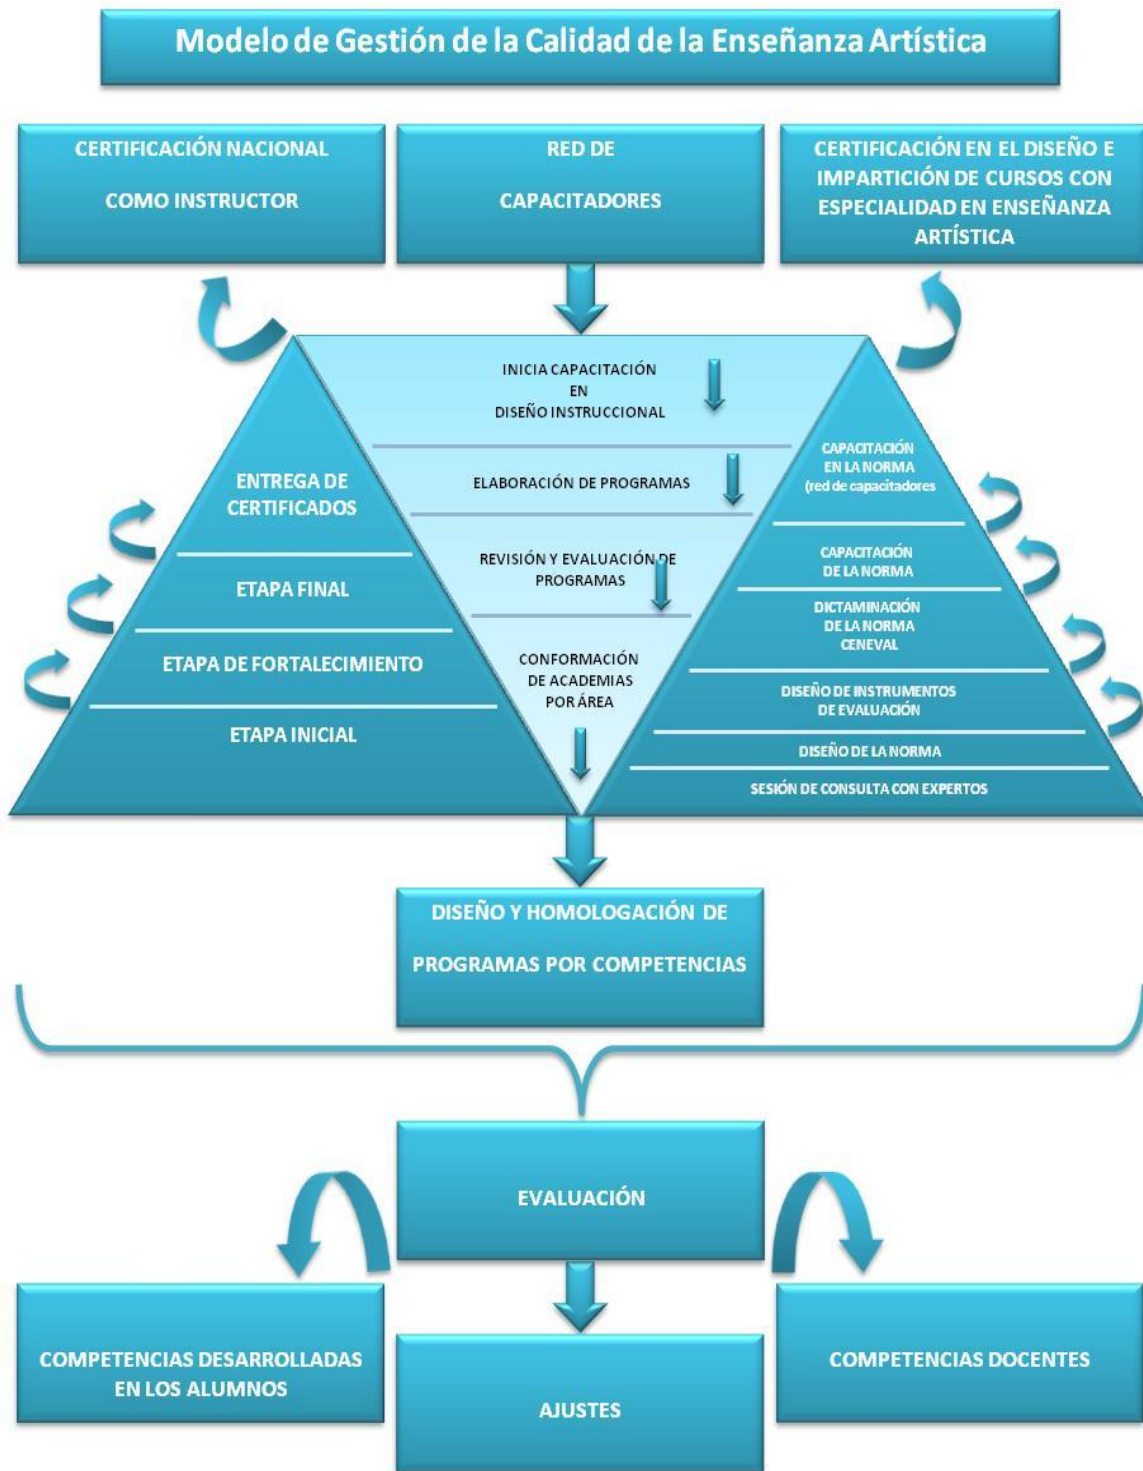 Modelo de Gestión de la Calidad de la Enseñanza Artística
CERTIFICACIÓN NACIONAL
COMO INSTRUCTOR
RED DE
CAPACITADORES
CERTIFICACIÓN EN EL DISEÑO E
IMPARTICIÓN DE CURSOS CON
ESPECIALIDAD EN ENSEÑANZA
ARTÍSTICA
ENTREGA DE
CERTIFICADOS
ETAPA FINAL
ETAPA DE FORTALECIMIENTO
ETAPA INICIAL
INICIA CAPACITACIÓN
EN
DISEÑO INSTRUCCIONAL
ELABORACIÓN DE PROGRAMAS
REVISIÓN Y EVALUACIÓN DE
PROGRAMAS
CONFORMACIÓN
DE ACADEMIAS
POR ÁREA
CAPACITACIÓN
EN LA NORMA
(red de capacitadores
CAPACITACIÓN
DE LA NORMA
DICTAMINACIÓN
DE LA NORMA
CENEVAL
DISEÑO DE INSTRUMENTOS
DE EVALUACIÓN
DISEÑO DE LA NORMA
SESIÓN DE CONSULTA CON EXPERTOS
DISEÑO Y HOMOLOGACIÓN DE
PROGRAMAS POR COMPETENCIAS
EVALUACIÓN
COMPETENCIAS DESARROLLADAS
EN LOS ALUMNOS
AJUSTES
COMPETENCIAS DOCENTES